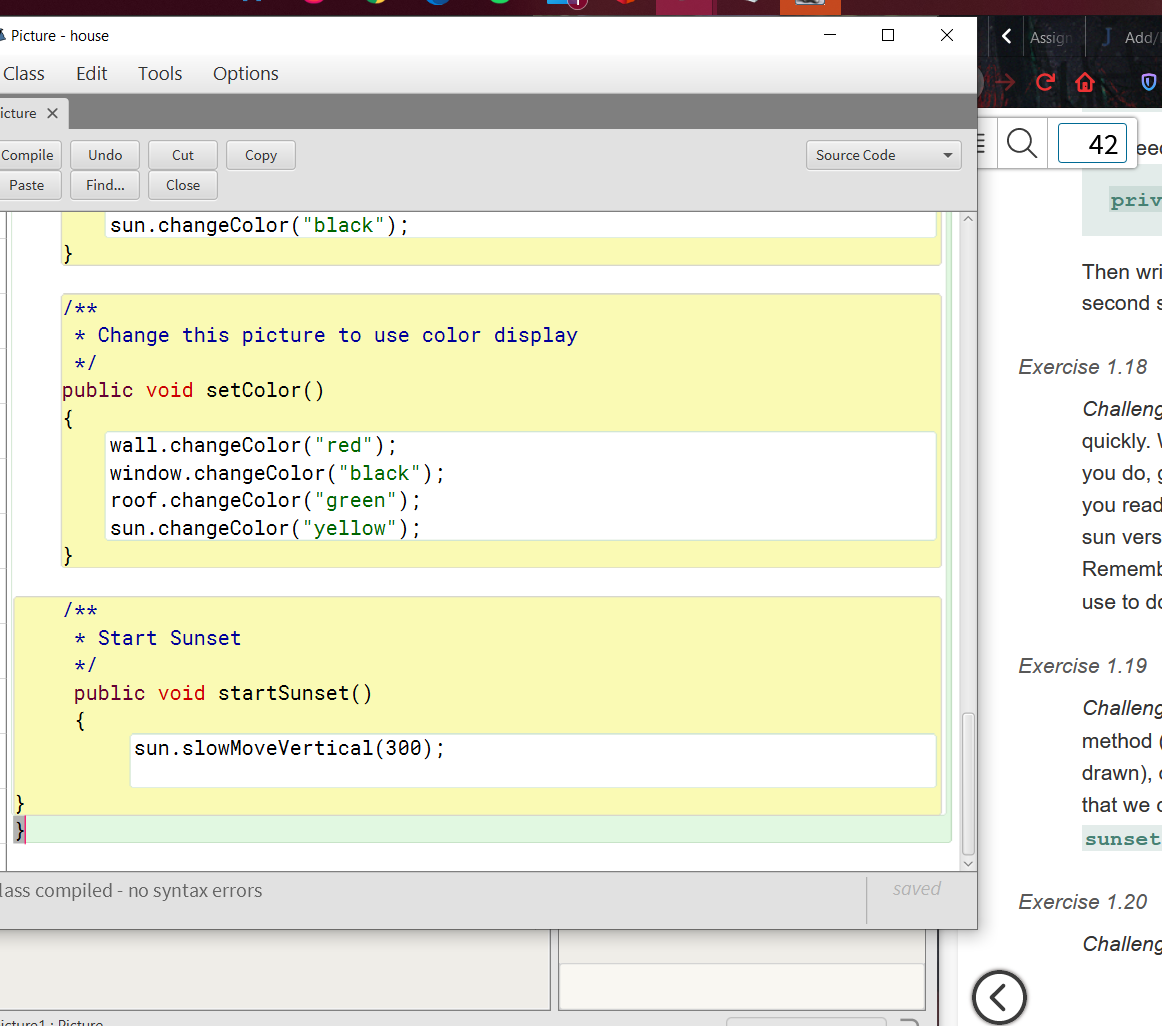 Picture - house
Class Edit Tools Options
icture
Compile Undo Cut Copy Source Code
Paste Find... Close
sun.changeColor("black");
}
/**
* Change this picture to use color display
*/
public void setColor()
{
wall.changeColor("red");
window.changeColor("black");
roof.changeColor("green");
sun.changeColor("yellow");
}
/**
* Start Sunset
*/
public void startSunset()
{
sun.slowMoveVertical(300);
}
}
lass compiled - no syntax errors
saved
icture1 : Picture
Assign Add/
42
eed
priv
Then wri
second s
Exercise 1.18
Challeng
quickly. W
you do, g
you read
sun vers
Rememb
use to do
Exercise 1.19
Challeng
method (
drawn), c
that we c
sunset
Exercise 1.20
Challeng